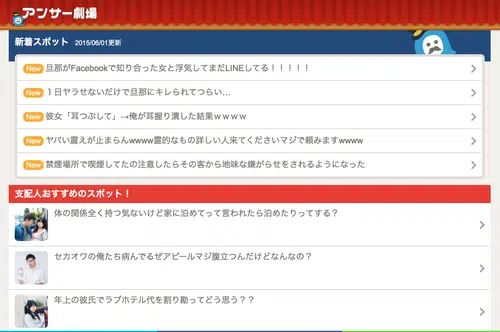 アンサー劇場
新着スポット 2015/06/01更新
New 旦那がFacebookで知り合った女と浮気してまだLINEしてる！！！！！
New １日ヤラせないだけで旦那にキレられてつらい…
New 彼女「耳つぶして」→俺が耳握り潰した結果ｗｗｗｗ
New ヤバい震えが止まらんwwww霊的なもの詳しい人来てくださいマジで頼みますwwww
New 禁煙場所で喫煙してたの注意したらその客から地味な嫌がらせをされるようになった
支配人おすすめのスポット！
体の関係全く持つ気ないけど家に泊めてって言われたら泊めたりってする？
セカオワの俺たち病んでるぜアピールマジ腹立つんだけどなんなの？
年上の彼氏でラブホテル代を割り勘ってどう思う？？